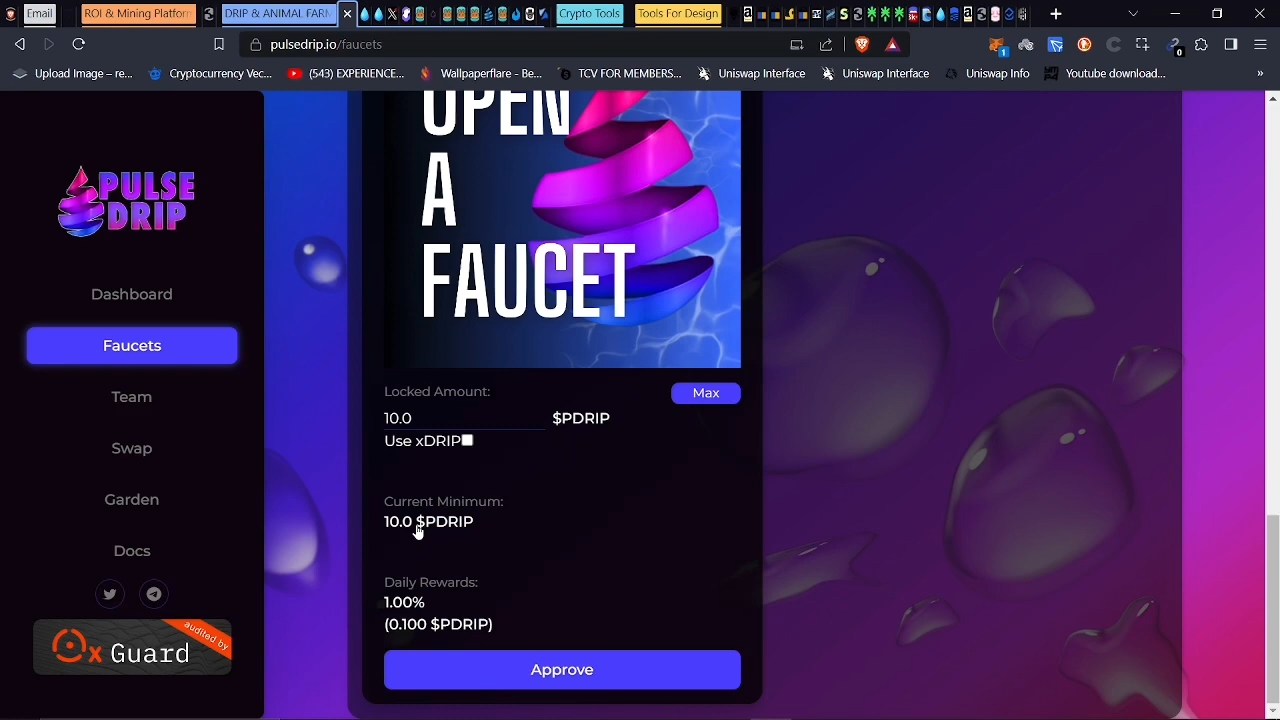 Email
ROI & Mining Platform
DRIP & ANIMAL FARM
Crypto Tools
Tools For Design
pulsedrip.io/faucets
1
0
Upload Image – re...
Cryptocurrency Vec...
(543) EXPERIENCE...
Wallpaperflare - Be...
TCV FOR MEMBERS...
Uniswap Interface
Uniswap Interface
Uniswap Info
Youtube download...
»
PULSE
DRIP
Dashboard
Faucets
Team
Swap
Garden
Docs
audited by
Ox Guard
OPEN
A
FAUCET
Locked Amount:
Max
10.0 $PDRIP
Use xDRIP
Current Minimum:
10.0 $PDRIP
Daily Rewards:
1.00%
(0.100 $PDRIP)
Approve